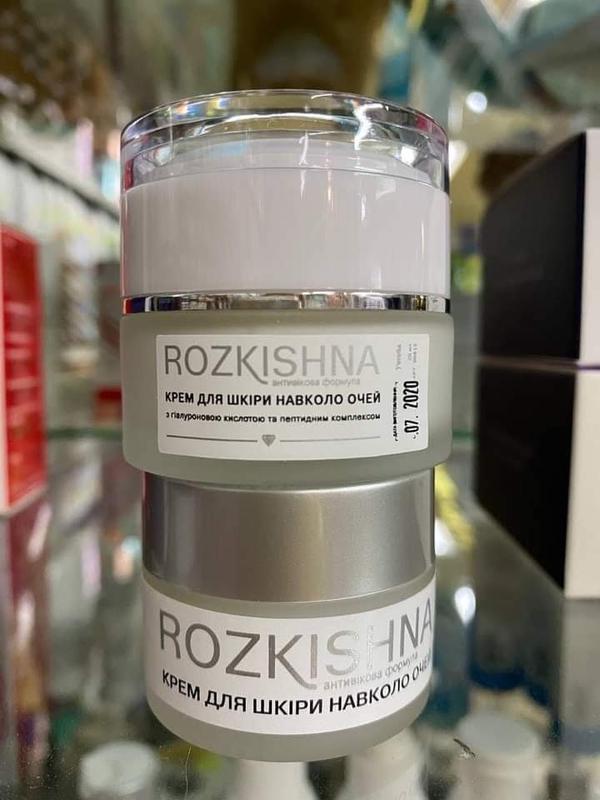 ROZKISHNA
антивікова формула
КРЕМ ДЛЯ ШКІРИ НАВКОЛО ОЧЕЙ
з гіалуроновою кислотою та пептидним комплексом
.07. 2020
ROZKISHNA
антивікова формула
КРЕМ ДЛЯ ШКІРИ НАВКОЛО ОЧЕЙ